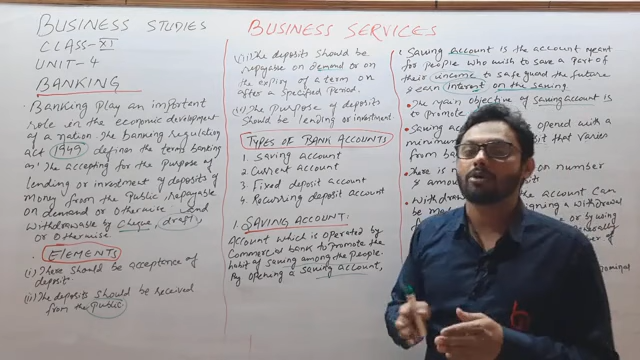 BUSINESS STUDIES
CLASS-XI
UNIT-4
BANKING
Banking play an important
role in the economic development
of a nation. The banking regulation
act 1949 defines the term banking
as 'The accepting for the purpose of
lending or investment of deposits of
money from the public, repayable
on demand or otherwise and
withdrawable by cheque, drafts,
or otherwise.
ELEMENTS
(i) There should be acceptance of
deposit.
(ii) The deposits should be received
from the public
BUSINESS SERVICES
(iii) The deposits should be
repayable on demand or on
the expiry of a term on
after a specified period.
(iv) The purpose of deposits
should be lending or investment.
TYPES OF BANK ACCOUNTS
1. Saving account
2. Current account
3. Fixed deposit account
4. Recurring deposit account
1. SAVING ACCOUNT:
Account which is operated by
Commercial banks to promote the
habit of saving among the people.
By opening a saving account,
Saving account is the account meant
for people who wish to save a part of
their income to safe guard the future
& earn interest on the saving
The main objective of saving account is
to promote
Saving opened with a
minimum that varies
from
There is number
& amount
Withdrawal the account can
be made signing a withdrawal
or by using
of
nominal